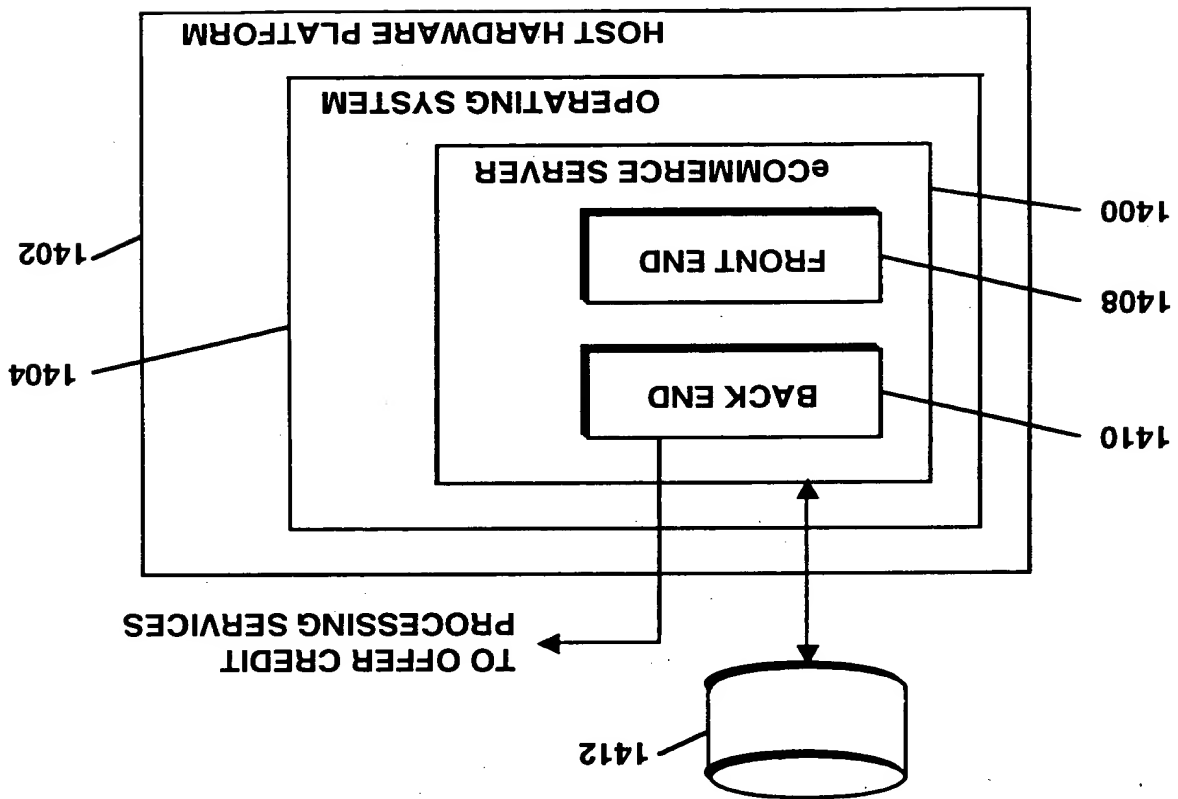 1412
TO OFFER CREDIT
PROCESSING SERVICES
1410
BACK END
1404
1408
FRONT END
1402
1400
eCOMMERCE SERVER
OPERATING SYSTEM
HOST HARDWARE PLATFORM